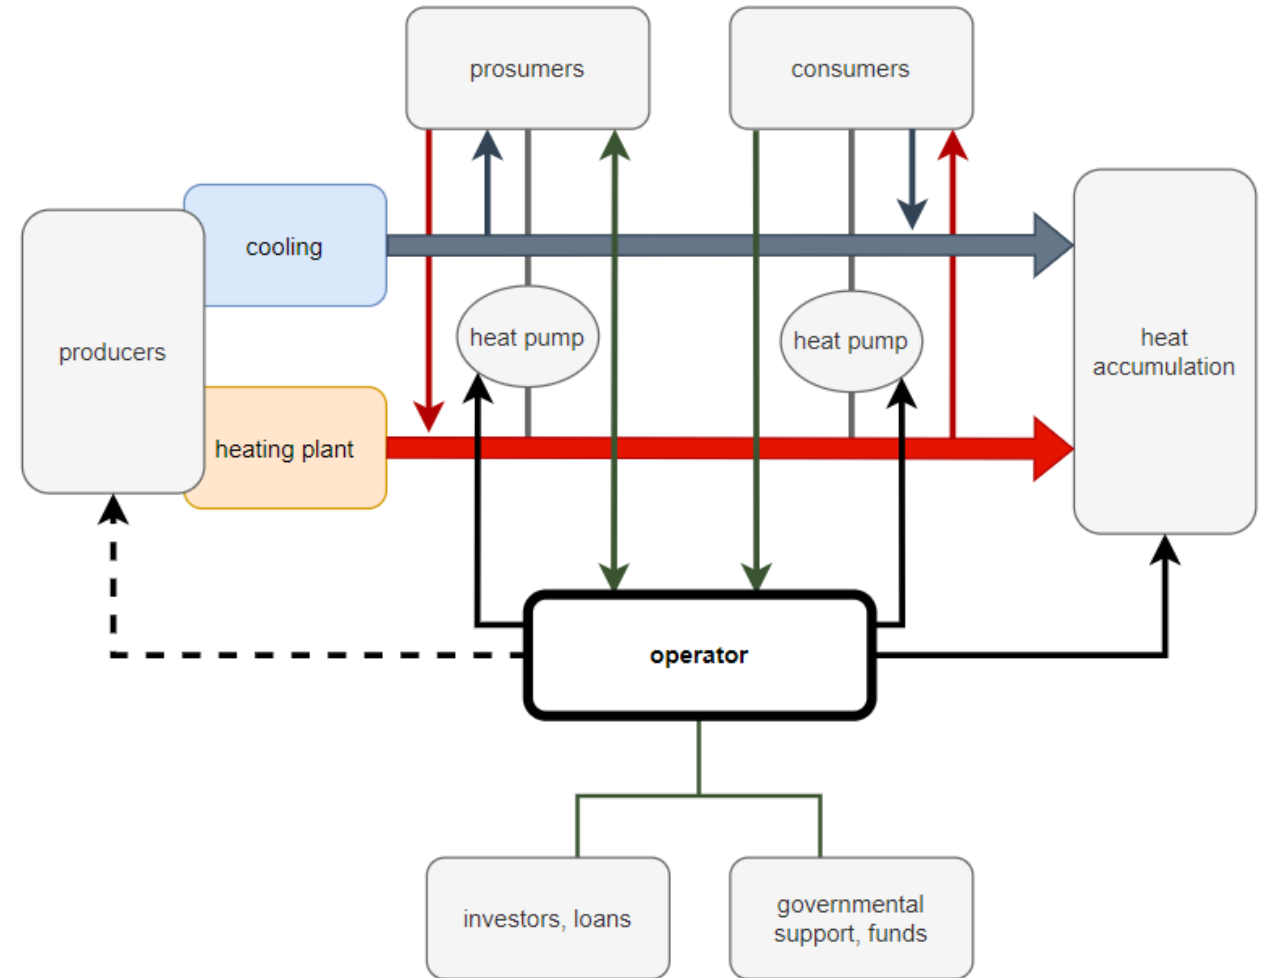 prosumers
consumers
cooling
producers
heat pump
heat pump
heat
accumulation
heating plant
operator
investors, loans
governmental
support, funds